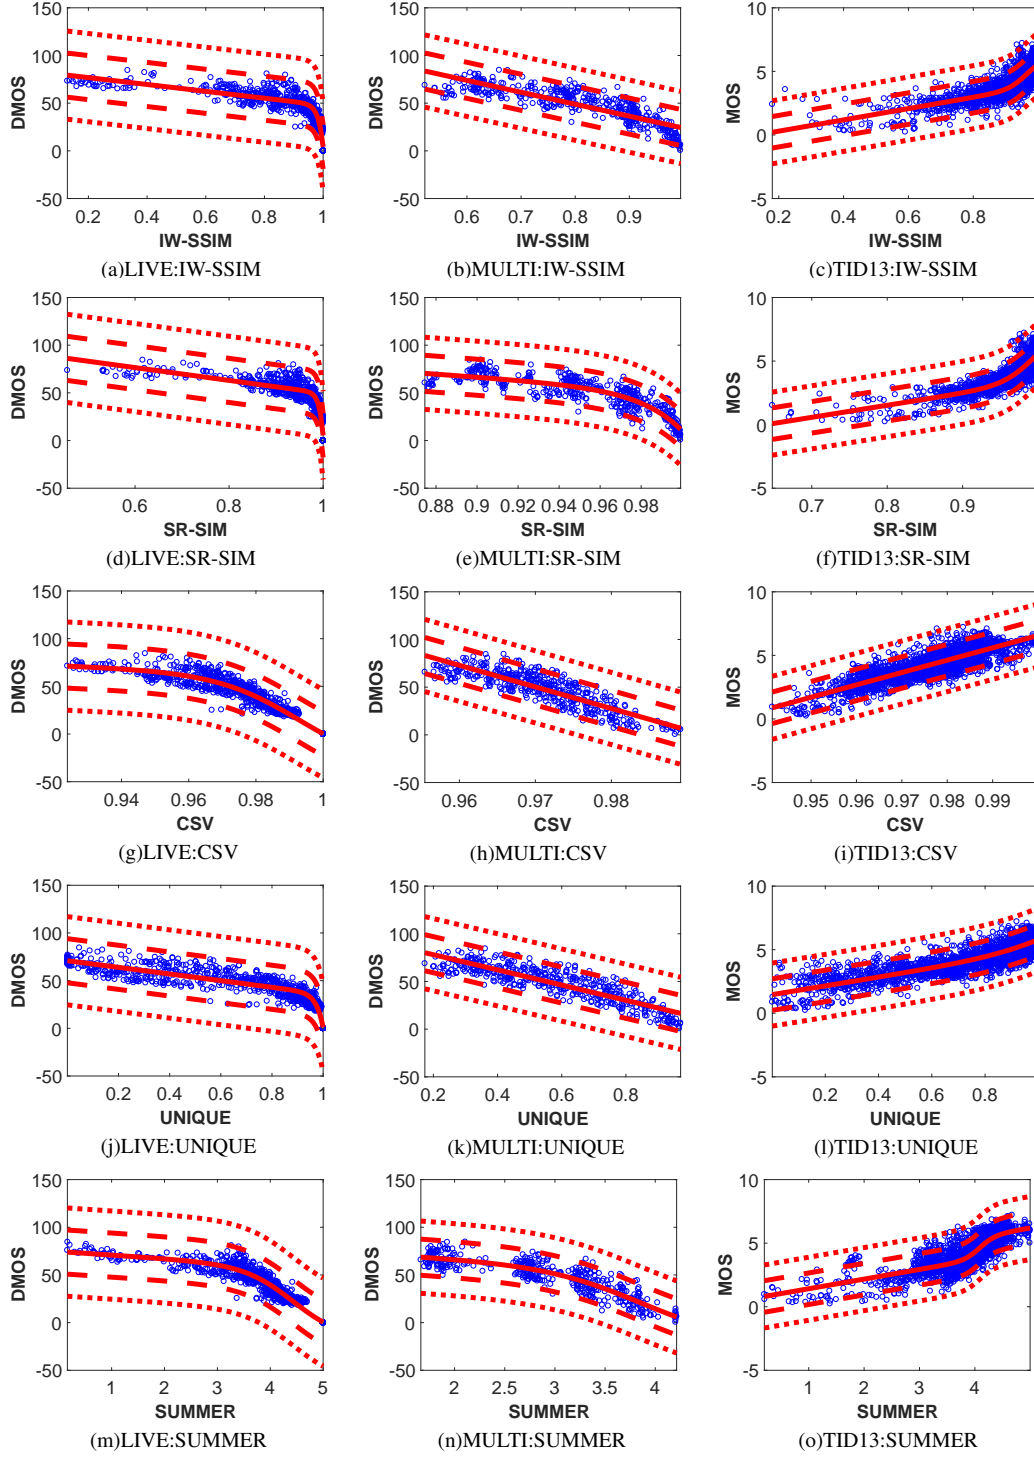 150
100
50
0
-50
DMOS
0.2 0.4 0.6 0.8 1
IW-SSIM
(a)LIVE:IW-SSIM
150
100
50
0
-50
DMOS
0.6 0.7 0.8 0.9
IW-SSIM
(b)MULTI:IW-SSIM
10
5
0
-5
MOS
0.2 0.4 0.6 0.8
IW-SSIM
(c)TID13:IW-SSIM
150
100
50
0
-50
DMOS
0.6 0.8 1
SR-SIM
(d)LIVE:SR-SIM
150
100
50
0
-50
DMOS
0.88 0.9 0.92 0.94 0.96 0.98
SR-SIM
(e)MULTI:SR-SIM
10
5
0
-5
MOS
0.7 0.8 0.9
SR-SIM
(f)TID13:SR-SIM
150
100
50
0
-50
DMOS
0.94 0.96 0.98 1
CSV
(g)LIVE:CSV
150
100
50
0
-50
DMOS
0.96 0.97 0.98
CSV
(h)MULTI:CSV
10
5
0
-5
MOS
0.95 0.96 0.97 0.98 0.99
CSV
(i)TID13:CSV
150
100
50
0
-50
DMOS
0 0.2 0.4 0.6 0.8 1
UNIQUE
(j)LIVE:UNIQUE
150
100
50
0
-50
DMOS
0.2 0.4 0.6 0.8
UNIQUE
(k)MULTI:UNIQUE
10
5
0
-5
MOS
0 0.2 0.4 0.6 0.8
UNIQUE
(l)TID13:UNIQUE
150
100
50
0
-50
DMOS
1 2 3 4 5
SUMMER
(m)LIVE:SUMMER
150
100
50
0
-50
DMOS
2 2.5 3 3.5 4
SUMMER
(n)MULTI:SUMMER
10
5
0
-5
MOS
1 2 3 4
SUMMER
(o)TID13:SUMMER